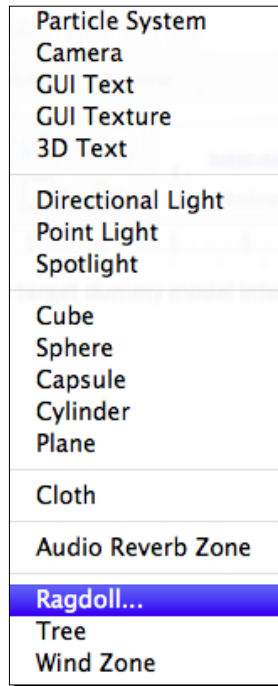 Particle System
Camera
GUI Text
GUI Texture
3D Text
Directional Light
Point Light
Spotlight
Cube
Sphere
Capsule
Cylinder
Plane
Cloth
Audio Reverb Zone
Ragdoll...
Tree
Wind Zone